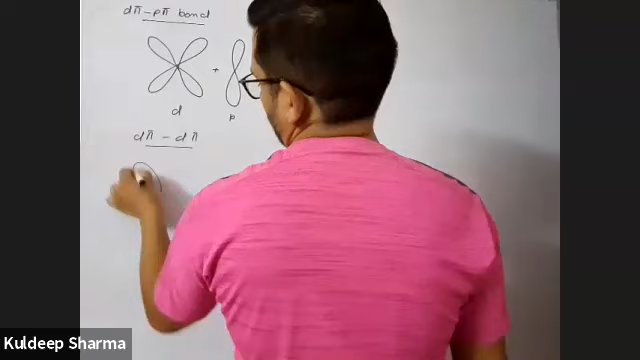 dπ-pπ bond
+
d
p
dπ - dπ
Kuldeep Sharma